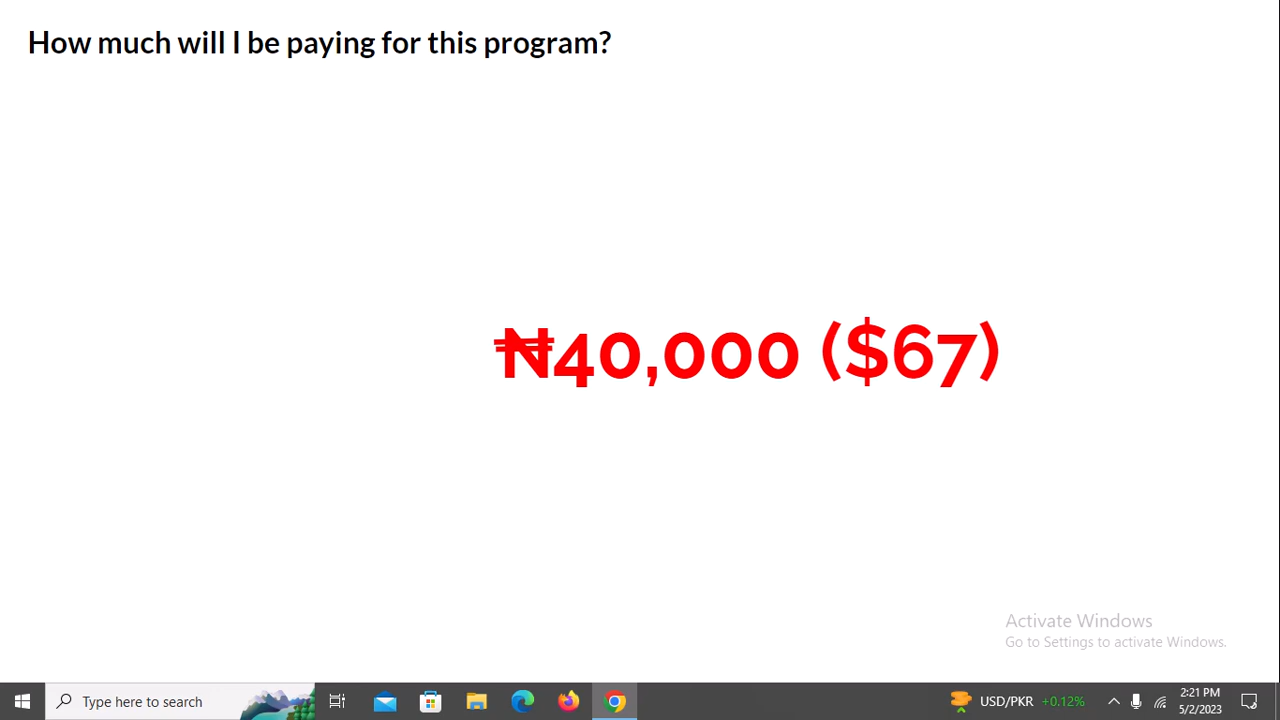 How much will I be paying for this program?
₦40,000 ($67)
Activate Windows
Go to Settings to activate Windows.
Type here to search
USD/PKR +0.12%
2:21 PM
5/2/2023